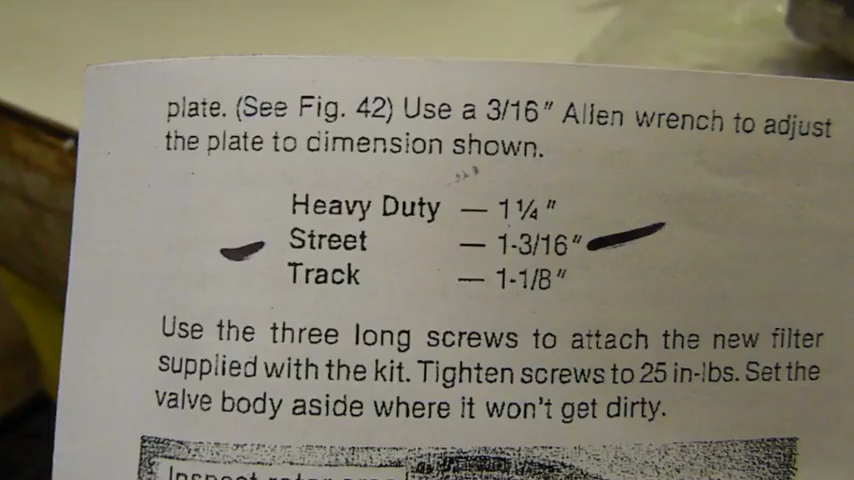 plate. (See Fig. 42) Use a 3/16" Allen wrench to adjust
the plate to dimension shown.
Heavy Duty — 1¼"
Street — 1-3/16"
Track — 1-1/8"
Use the three long screws to attach the new filter
supplied with the kit. Tighten screws to 25 in-lbs. Set the
valve body aside where it won't get dirty.
Inspect rotor area